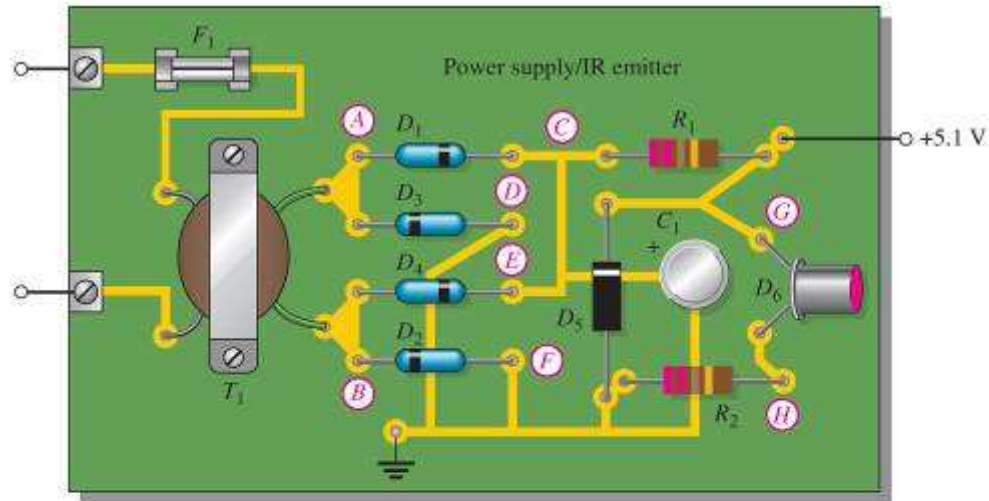 F1
Power supply/IR emitter
A
D1
C
R1
+5.1 V
D3
D
G
C1
+
D4
E
D6
D5
D2
F
T1
B
R2
H